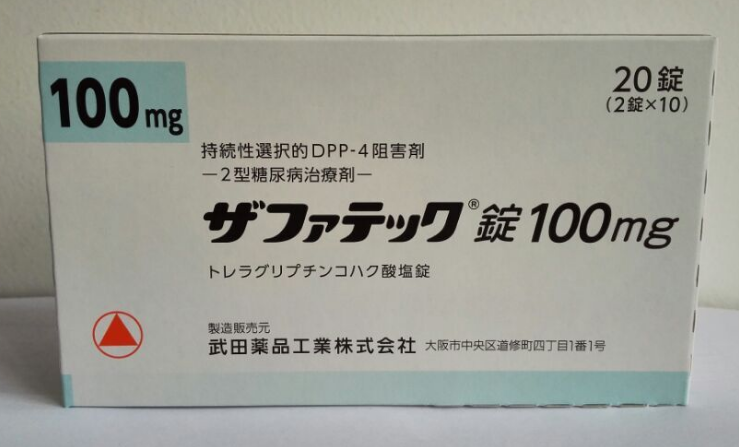 100mg
20錠
(2錠×10)
持続性選択的DPP-4阻害剤
—2型糖尿病治療剤—
ザファテック®錠100mg
トレラグリプチンコハク酸塩錠
製造販売元
武田薬品工業株式会社 大阪市中央区道修町四丁目1番1号